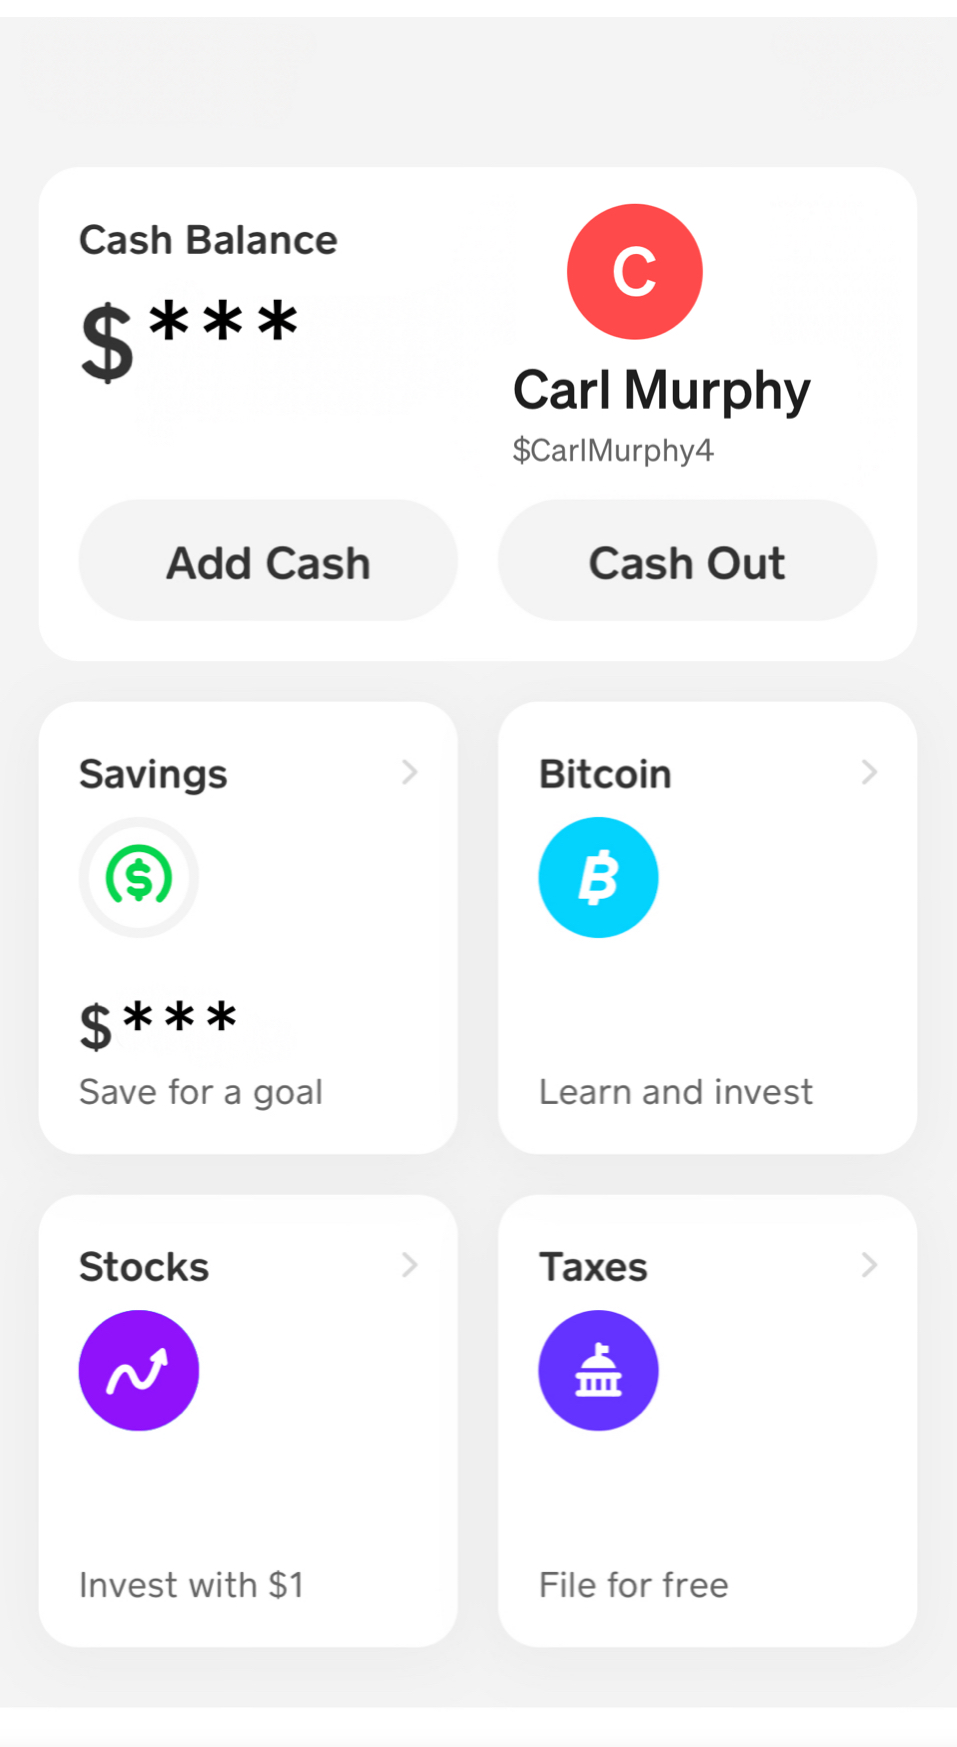 Cash Balance
$***
C
Carl Murphy
$CarlMurphy4
Add Cash
Cash Out
Savings
$
$***
Save for a goal
Bitcoin
₿
Learn and invest
Stocks
Invest with $1
Taxes
File for free